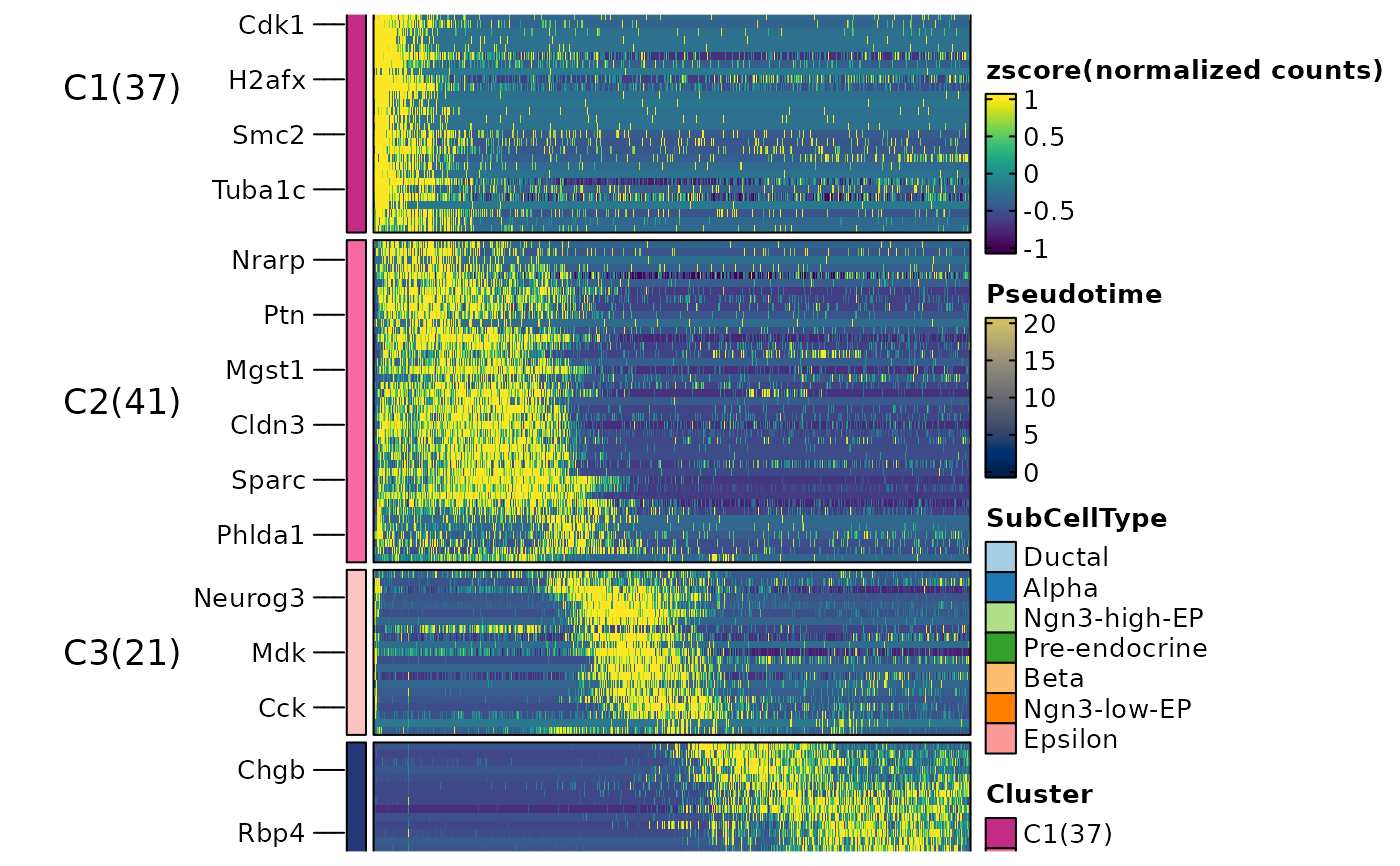 C1(37)
Cdk1
H2afx
Smc2
Tuba1c
C2(41)
Nrarp
Ptn
Mgst1
Cldn3
Sparc
Phlda1
C3(21)
Neurog3
Mdk
Cck
Chgb
Rbp4
zscore(normalized counts)
1
0.5
0
-0.5
-1
Pseudotime
20
15
10
5
0
SubCellType
Ductal
Alpha
Ngn3-high-EP
Pre-endocrine
Beta
Ngn3-low-EP
Epsilon
Cluster
C1(37)